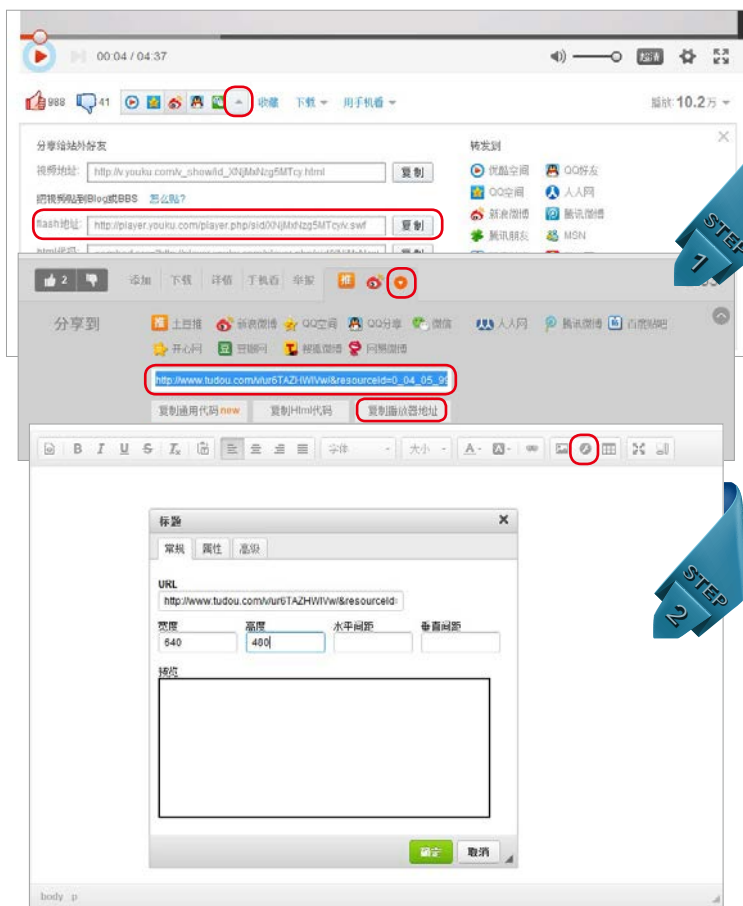 00:04 / 04:37
超清
988
41
收藏 下载 用手机看
播放: 10.2万
分享给站外好友
转发到
视频地址:
http://v.youku.com/v_show/id_XNjMxNzg5MTcy.html
复制
优酷空间 QQ好友
把视频贴到Blog或BBS 怎么贴?
QQ空间 人人网
flash地址:
http://player.youku.com/player.php/sid/XNjMxNzg5MTcy/v.swf
复制
新浪微博 腾讯微博
腾讯朋友 MSN
html代码:
复制
STEP
1
2
添加 下载 详情 手机看 举报 推
分享到
推 土豆推 新浪微博 QQ空间 QQ分享 微信 人人网 腾讯微博 百度贴吧
开心网 豆 豆瓣网 搜狐微博 网易微博
http://www.tudou.com/v/ur6TAZHWIVw/&resourceId=0_04_05_99
复制通用代码new 复制Html代码 复制播放器地址
B I U S Tx 字体 大小 A A
标题
常规 属性 高级
URL
http://www.tudou.com/v/ur6TAZHWIVw/&resourceId=
宽度 高度 水平间距 垂直间距
640 480
预览
确定 取消
STEP
2
body p